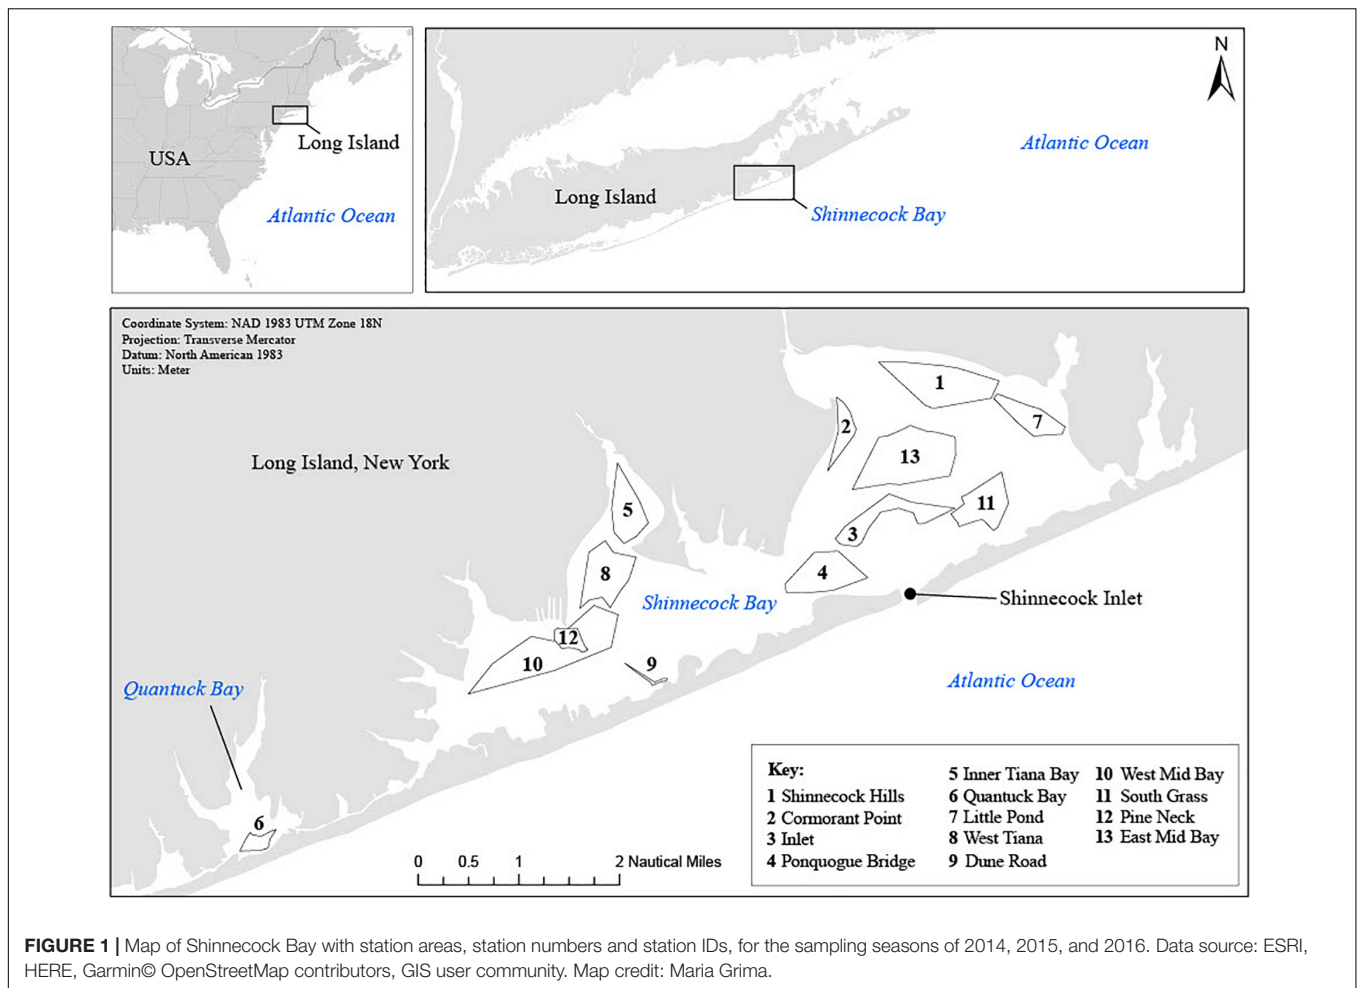 USA
Long Island
Atlantic Ocean
N
Atlantic Ocean
Long Island
Shinnecock Bay
Coordinate System: NAD 1983 UTM Zone 18N
Projection: Transverse Mercator
Datum: North American 1983
Units: Meter
1
7
2
13
Long Island, New York
11
5
3
8
4
Shinnecock Bay
Shinnecock Inlet
12
10
9
Quantuck Bay
Atlantic Ocean
6
0 0.5 1 2 Nautical Miles
Key:
1 Shinnecock Hills
2 Cormorant Point
3 Inlet
4 Ponquogue Bridge
5 Inner Tiana Bay
6 Quantuck Bay
7 Little Pond
8 West Tiana
9 Dune Road
10 West Mid Bay
11 South Grass
12 Pine Neck
13 East Mid Bay
FIGURE 1 | Map of Shinnecock Bay with station areas, station numbers and station IDs, for the sampling seasons of 2014, 2015, and 2016. Data source: ESRI,
HERE, Garmin© OpenStreetMap contributors, GIS user community. Map credit: Maria Grima.